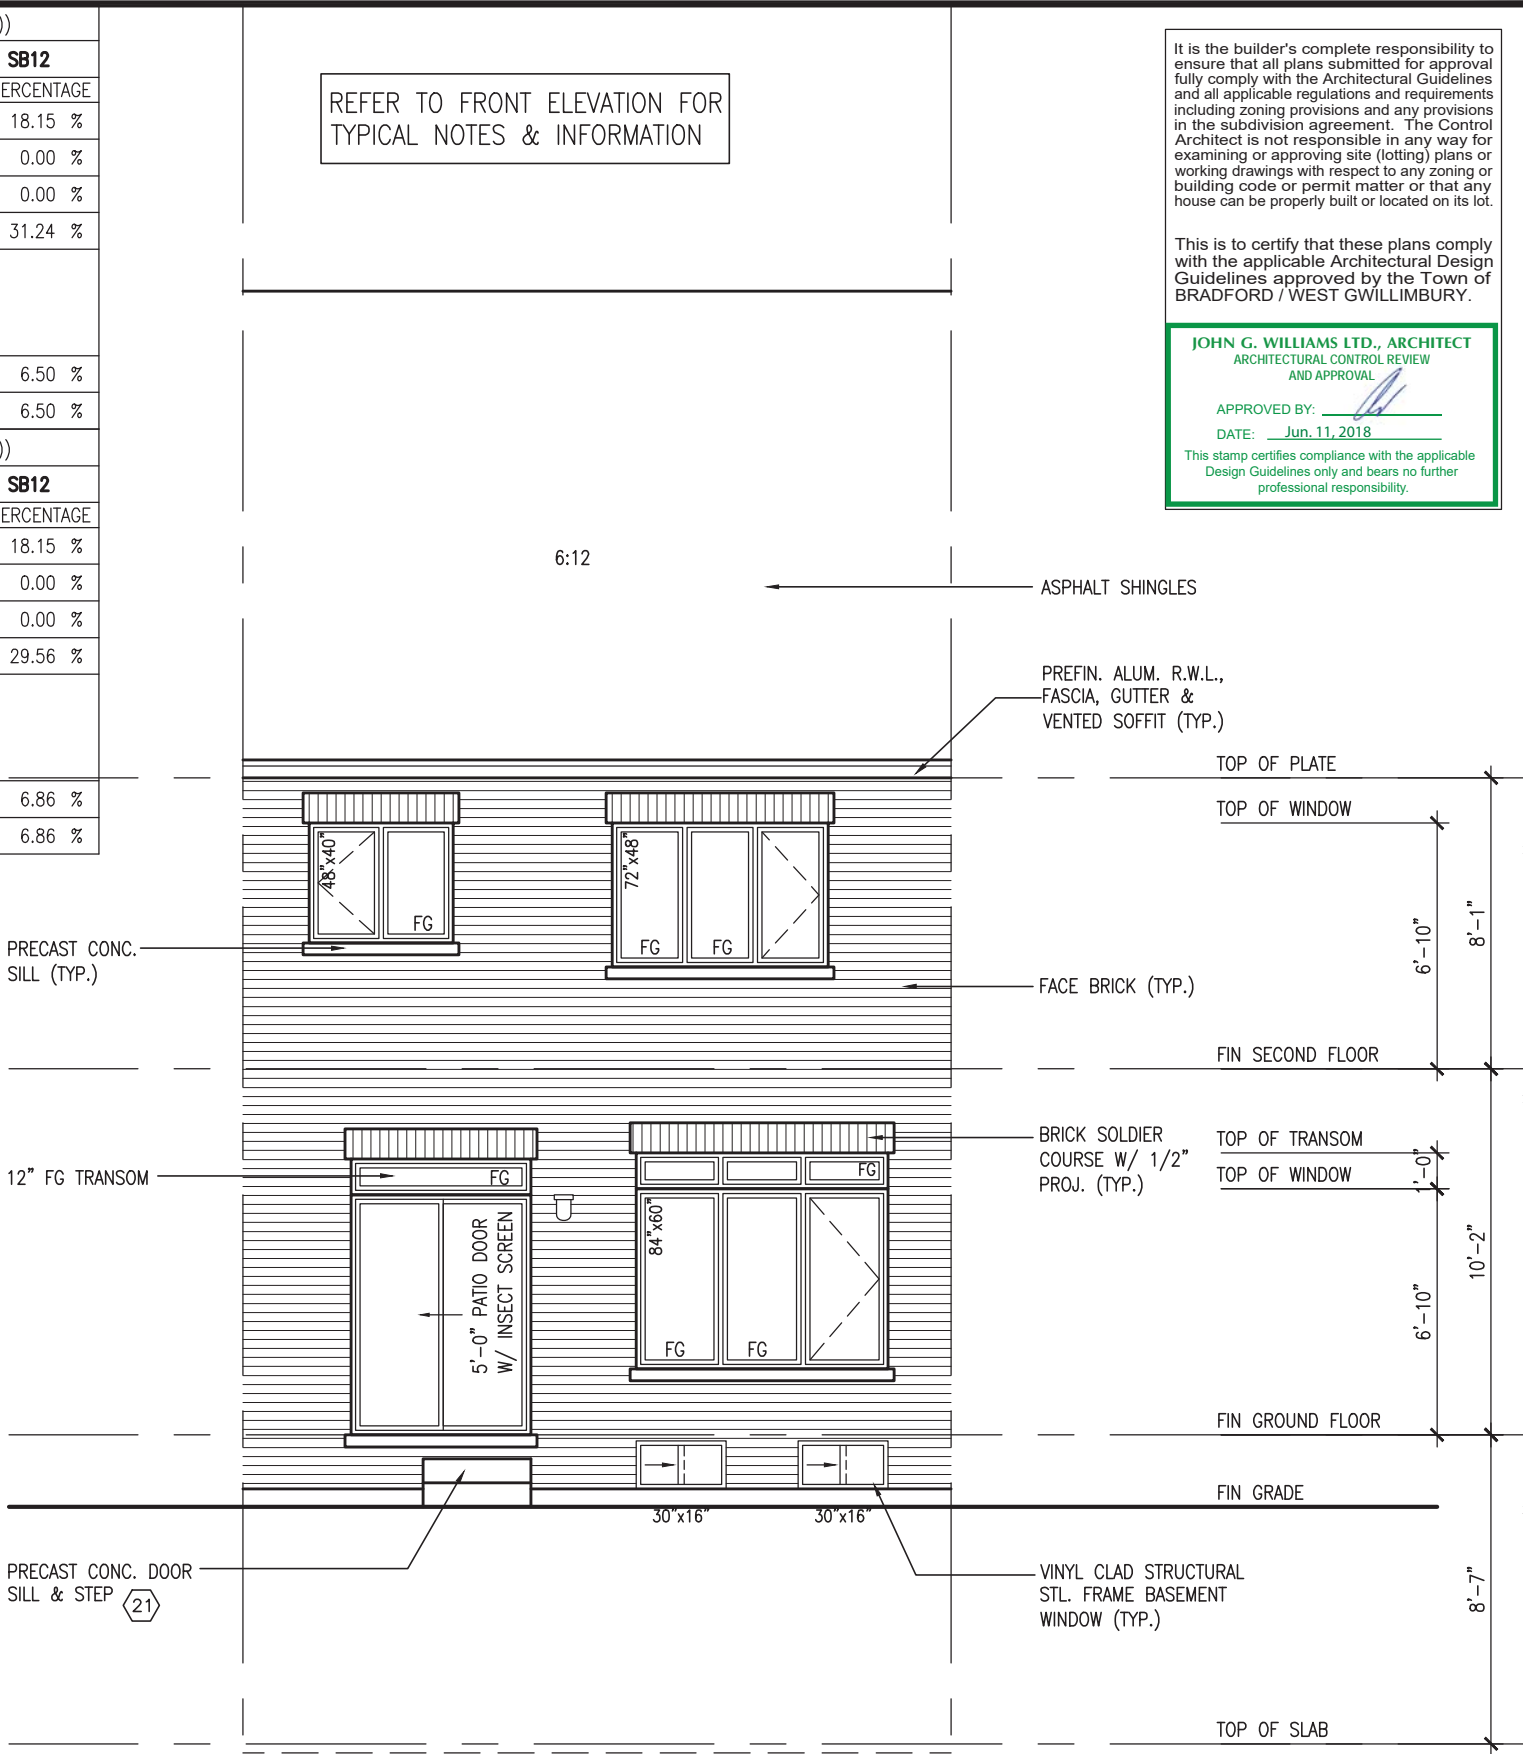 ))
SB12
ERCENTAGE
18.15 %
0.00 %
0.00 %
31.24 %
6.50 %
6.50 %
))
SB12
ERCENTAGE
18.15 %
0.00 %
0.00 %
29.56 %
6.86 %
6.86 %
REFER TO FRONT ELEVATION FOR
TYPICAL NOTES & INFORMATION
It is the builder's complete responsibility to
ensure that all plans submitted for approval
fully comply with the Architectural Guidelines
and all applicable regulations and requirements
including zoning provisions and any provisions
in the subdivision agreement. The Control
Architect is not responsible in any way for
examining or approving site (lotting) plans or
working drawings with respect to any zoning or
building code or permit matter or that any
house can be properly built or located on its lot.
This is to certify that these plans comply
with the applicable Architectural Design
Guidelines approved by the Town of
BRADFORD / WEST GWILLIMBURY.
JOHN G. WILLIAMS LTD., ARCHITECT
ARCHITECTURAL CONTROL REVIEW
AND APPROVAL
APPROVED BY:
DATE: Jun. 11, 2018
This stamp certifies compliance with the applicable
Design Guidelines only and bears no further
professional responsibility.
6:12
ASPHALT SHINGLES
PREFIN. ALUM. R.W.L.,
FASCIA, GUTTER &
VENTED SOFFIT (TYP.)
TOP OF PLATE
TOP OF WINDOW
48"x40"
FG
72"x48"
FG
FG
6'-10"
8'-1"
PRECAST CONC.
SILL (TYP.)
FACE BRICK (TYP.)
FIN SECOND FLOOR
BRICK SOLDIER
COURSE W/ 1/2"
PROJ. (TYP.)
TOP OF TRANSOM
TOP OF WINDOW
1'-0"
12" FG TRANSOM
FG
FG
84"x60"
5'-0" PATIO DOOR
W/ INSECT SCREEN
FG
FG
6'-10"
10'-2"
FIN GROUND FLOOR
FIN GRADE
30"x16"
30"x16"
PRECAST CONC. DOOR
SILL & STEP 21
VINYL CLAD STRUCTURAL
STL. FRAME BASEMENT
WINDOW (TYP.)
8'-7"
TOP OF SLAB